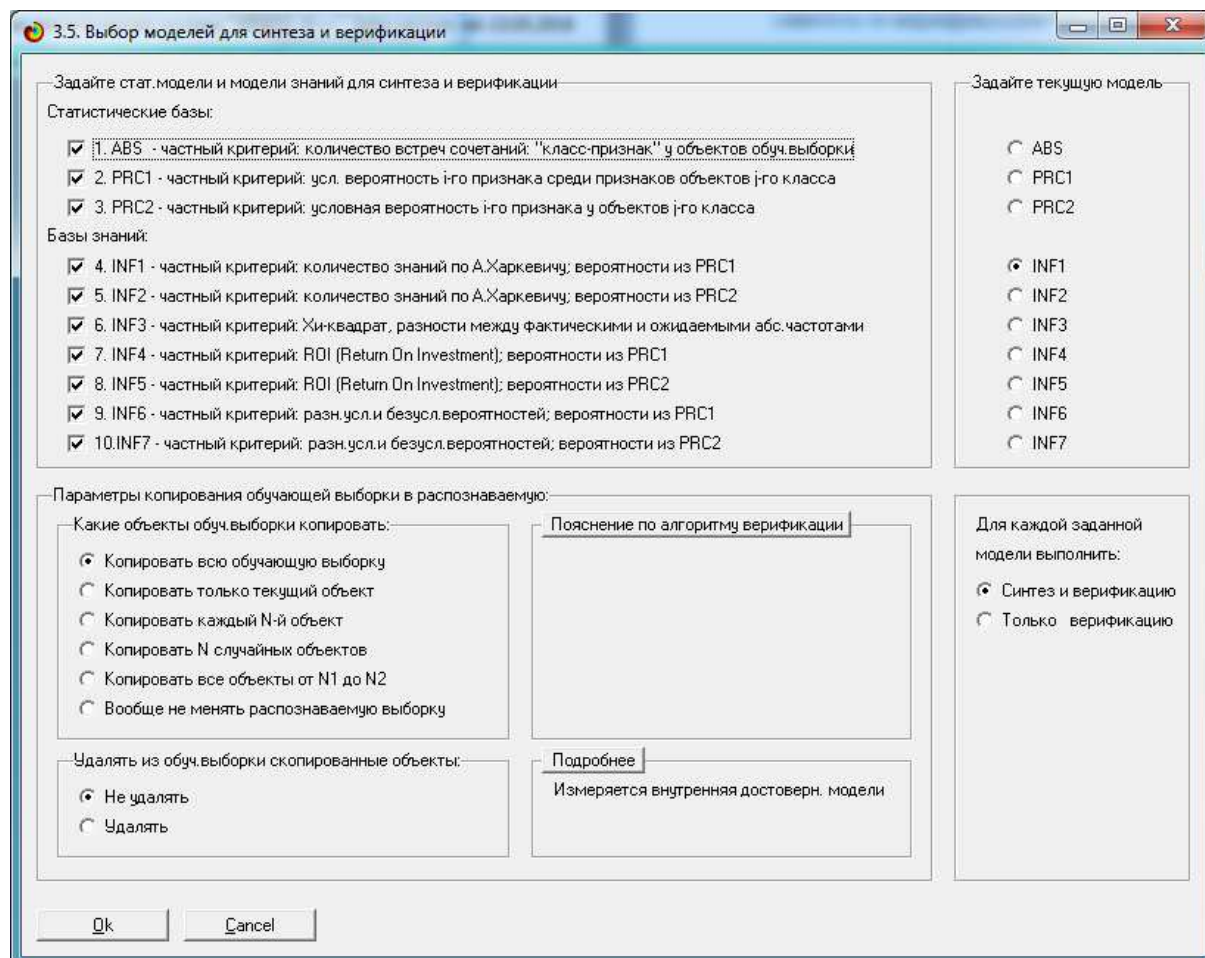 3.5. Выбор моделей для синтеза и верификации
Задайте стат.модели и модели знаний для синтеза и верификации
Статистические базы:
1. ABS - частный критерий: количество встреч сочетаний: "класс-признак" у объектов обуч.выборки
2. PRC1 - частный критерий: усл. вероятность i-го признака среди признаков объектов j-го класса
3. PRC2 - частный критерий: условная вероятность i-го признака у объектов j-го класса
Базы знаний:
4. INF1 - частный критерий: количество знаний по А.Харкевичу; вероятности из PRC1
5. INF2 - частный критерий: количество знаний по А.Харкевичу; вероятности из PRC2
6. INF3 - частный критерий: Хи-квадрат, разности между фактическими и ожидаемыми абс.частотами
7. INF4 - частный критерий: ROI (Return On Investment); вероятности из PRC1
8. INF5 - частный критерий: ROI (Return On Investment); вероятности из PRC2
9. INF6 - частный критерий: разн.усл.и безусл.вероятностей; вероятности из PRC1
10.INF7 - частный критерий: разн.усл.и безусл.вероятностей; вероятности из PRC2
Задайте текущую модель
ABS
PRC1
PRC2
INF1
INF2
INF3
INF4
INF5
INF6
INF7
Параметры копирования обучающей выборки в распознаваемую:
Какие объекты обуч.выборки копировать:
Копировать всю обучающую выборку
Копировать только текущий объект
Копировать каждый N-й объект
Копировать N случайных объектов
Копировать все объекты от N1 до N2
Вообще не менять распознаваемую выборку
Пояснение по алгоритму верификации
Удалять из обуч.выборки скопированные объекты:
Не удалять
Удалять
Подробнее
Измеряется внутренняя достоверн. модели
Для каждой заданной
модели выполнить:
Синтез и верификацию
Только верификацию
Ok
Cancel